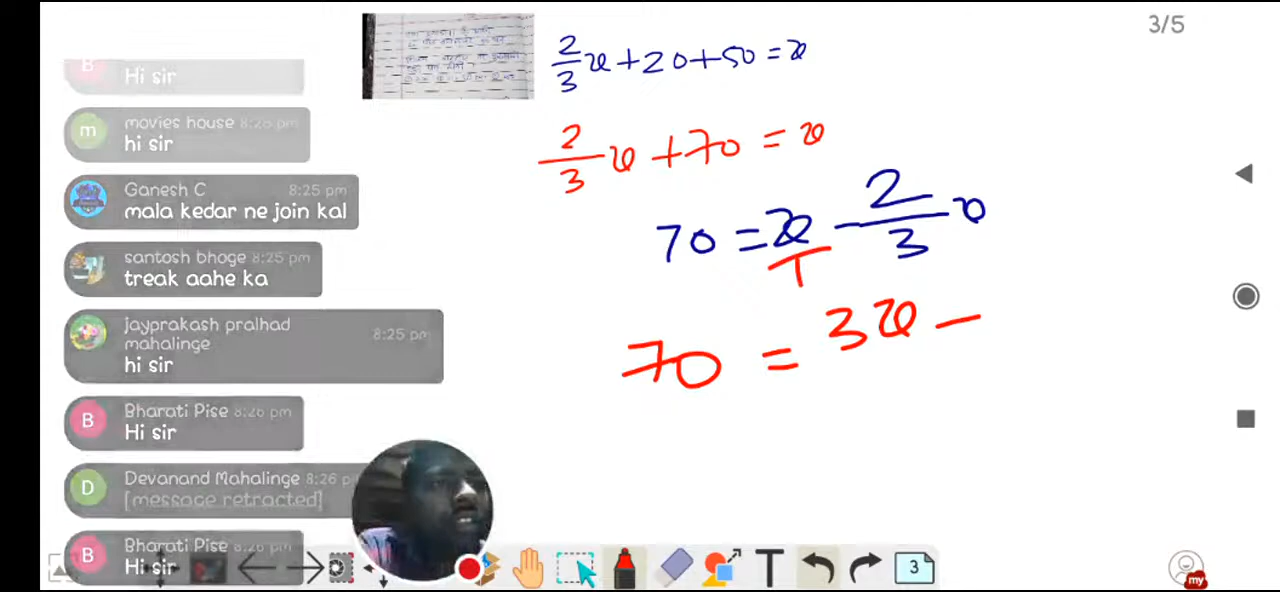 3/5
Hi sir
movies house 8:25 pm
hi sir
Ganesh C 8:25 pm
mala kedar ne join kal
santosh bhoge 8:25 pm
treak aahe ka
jayprakash pralhad
mahalinge 8:25 pm
hi sir
Bharati Pise 8:26 pm
Hi sir
Devanand Mahalinge 8:26 p
[message retracted]
Bharati Pise 8:26 pm
Hi sir
2/3 x + 20 + 50 = x
2/3 x + 70 = x
70 = x/1 - 2/3 x
70 = 3x -
T
3
my